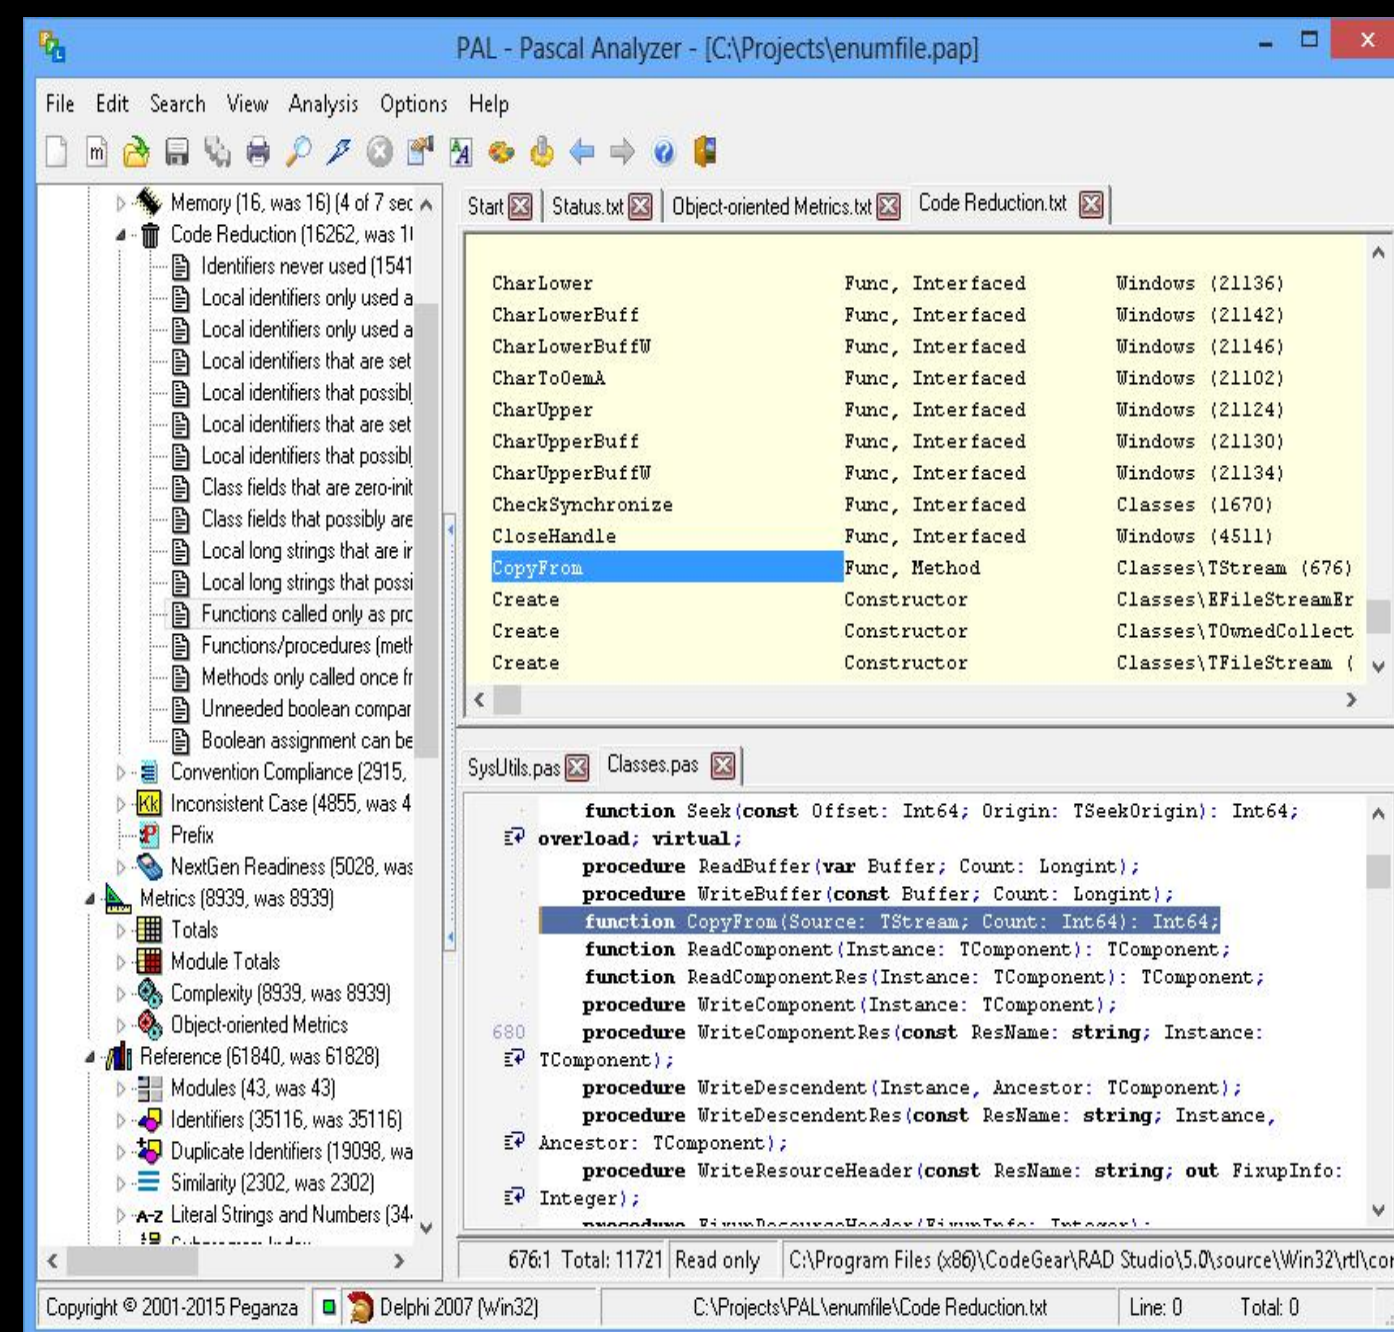 PAL - Pascal Analyzer - [C:\Projects\enumfile.pap]
File Edit Search View Analysis Options Help
Memory (16, was 16) (4 of 7 sec
Code Reduction (16262, was 1
Identifiers never used (1541
Local identifiers only used a
Local identifiers only used a
Local identifiers that are set
Local identifiers that possibl
Local identifiers that are set
Local identifiers that possibl
Class fields that are zero-init
Class fields that possibly are
Local long strings that are ir
Local long strings that possi
Functions called only as prc
Functions/procedures (meth
Methods only called once fr
Unneeded boolean compar
Boolean assignment can be
Convention Compliance (2915,
Inconsistent Case (4855, was 4
Prefix
NextGen Readiness (5028, was
Metrics (8939, was 8939)
Totals
Module Totals
Complexity (8939, was 8939)
Object-oriented Metrics
Reference (61840, was 61828)
Modules (43, was 43)
Identifiers (35116, was 35116)
Duplicate Identifiers (19098, wa
Similarity (2302, was 2302)
A-Z Literal Strings and Numbers (34
Start Status.txt Object-oriented Metrics.txt Code Reduction.txt
CharLower Func, Interfaced Windows (21136)
CharLowerBuff Func, Interfaced Windows (21142)
CharLowerBuffW Func, Interfaced Windows (21146)
CharToOemA Func, Interfaced Windows (21102)
CharUpper Func, Interfaced Windows (21124)
CharUpperBuff Func, Interfaced Windows (21130)
CharUpperBuffW Func, Interfaced Windows (21134)
CheckSynchronize Func, Interfaced Classes (1670)
CloseHandle Func, Interfaced Windows (4511)
CopyFrom Func, Method Classes\TStream (676)
Create Constructor Classes\EFileStreamEr
Create Constructor Classes\TOwnedCollect
Create Constructor Classes\TFileStream (
SysUtils.pas Classes.pas
function Seek(const Offset: Int64; Origin: TSeekOrigin): Int64;
overload; virtual;
procedure ReadBuffer(var Buffer; Count: Longint);
procedure WriteBuffer(const Buffer; Count: Longint);
function CopyFrom(Source: TStream; Count: Int64): Int64;
function ReadComponent(Instance: TComponent): TComponent;
function ReadComponentRes(Instance: TComponent): TComponent;
procedure WriteComponent(Instance: TComponent);
680 procedure WriteComponentRes(const ResName: string; Instance:
TComponent);
procedure WriteDescendent(Instance, Ancestor: TComponent);
procedure WriteDescendentRes(const ResName: string; Instance,
Ancestor: TComponent);
procedure WriteResourceHeader(const ResName: string; out FixupInfo:
Integer);
procedure FixupResourceHeader(FixupInfo: Integer);
676:1 Total: 11721 Read only C:\Program Files (x86)\CodeGear\RAD Studio\5.0\source\Win32\rtl\cor
Copyright © 2001-2015 Peganza Delphi 2007 (Win32) C:\Projects\PAL\enumfile\Code Reduction.txt Line: 0 Total: 0